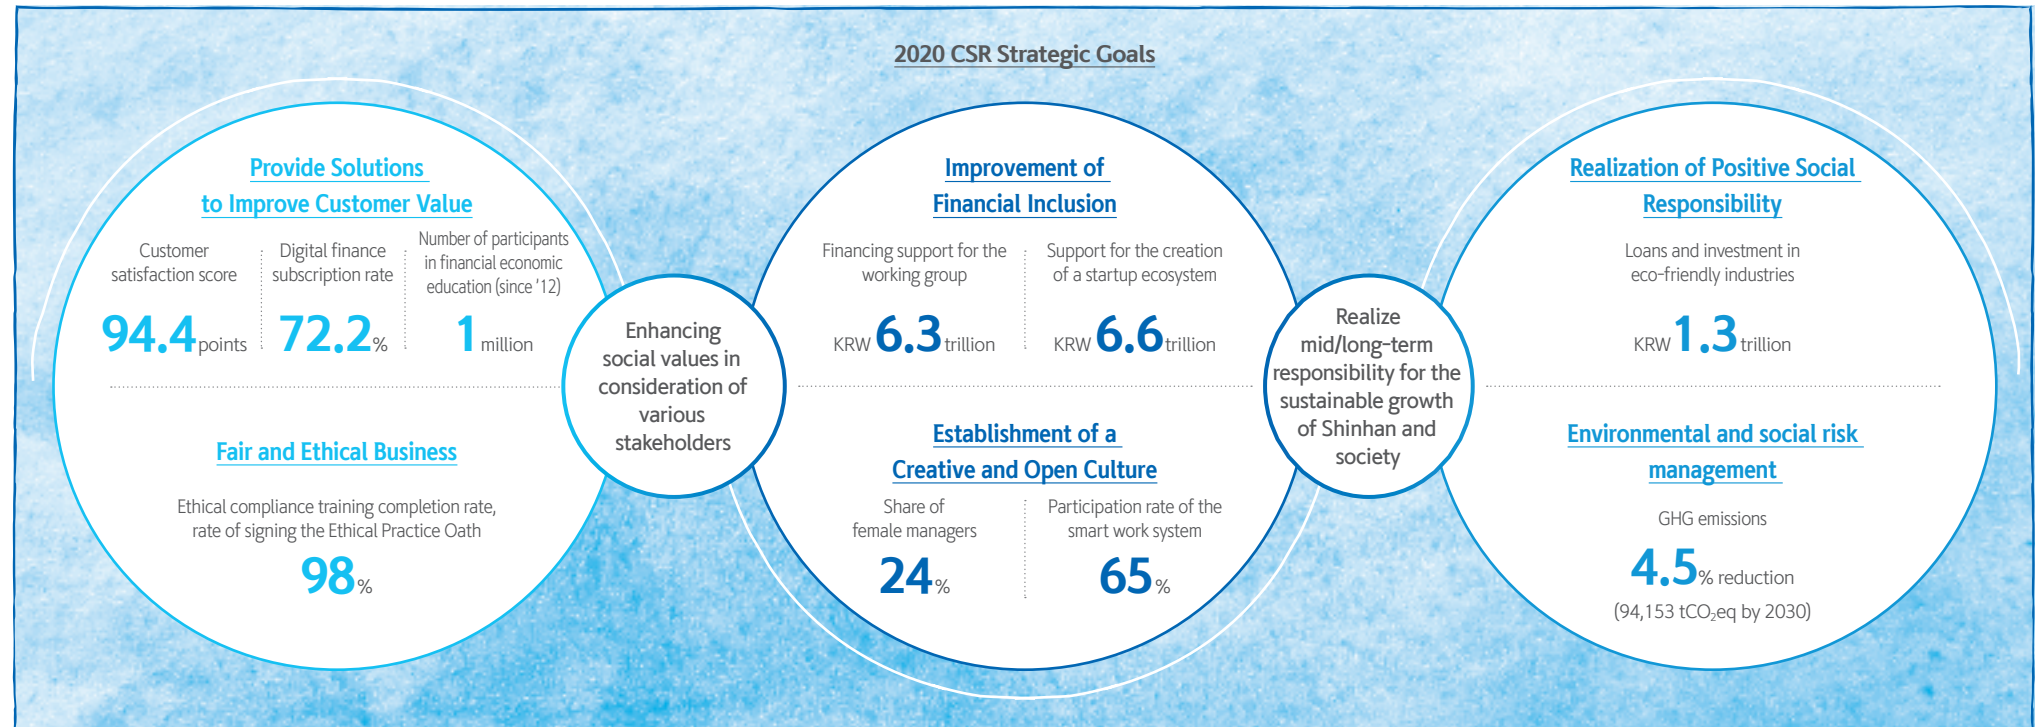 2020 CSR Strategic Goals
Provide Solutions
to Improve Customer Value
Customer
satisfaction score
94.4 points
Digital finance
subscription rate
72.2 %
Number of participants
in financial economic
education (since '12)
1 million
Fair and Ethical Business
Ethical compliance training completion rate,
rate of signing the Ethical Practice Oath
98 %
Enhancing
social values in
consideration of
various
stakeholders
Improvement of
Financial Inclusion
Financing support for the
working group
KRW 6.3 trillion
Support for the creation
of a startup ecosystem
KRW 6.6 trillion
Establishment of a
Creative and Open Culture
Share of
female managers
24 %
Participation rate of the
smart work system
65 %
Realize
mid/long-term
responsibility for the
sustainable growth
of Shinhan and
society
Realization of Positive Social
Responsibility
Loans and investment in
eco-friendly industries
KRW 1.3 trillion
Environmental and social risk
management
GHG emissions
4.5 % reduction
(94,153 tCO₂eq by 2030)